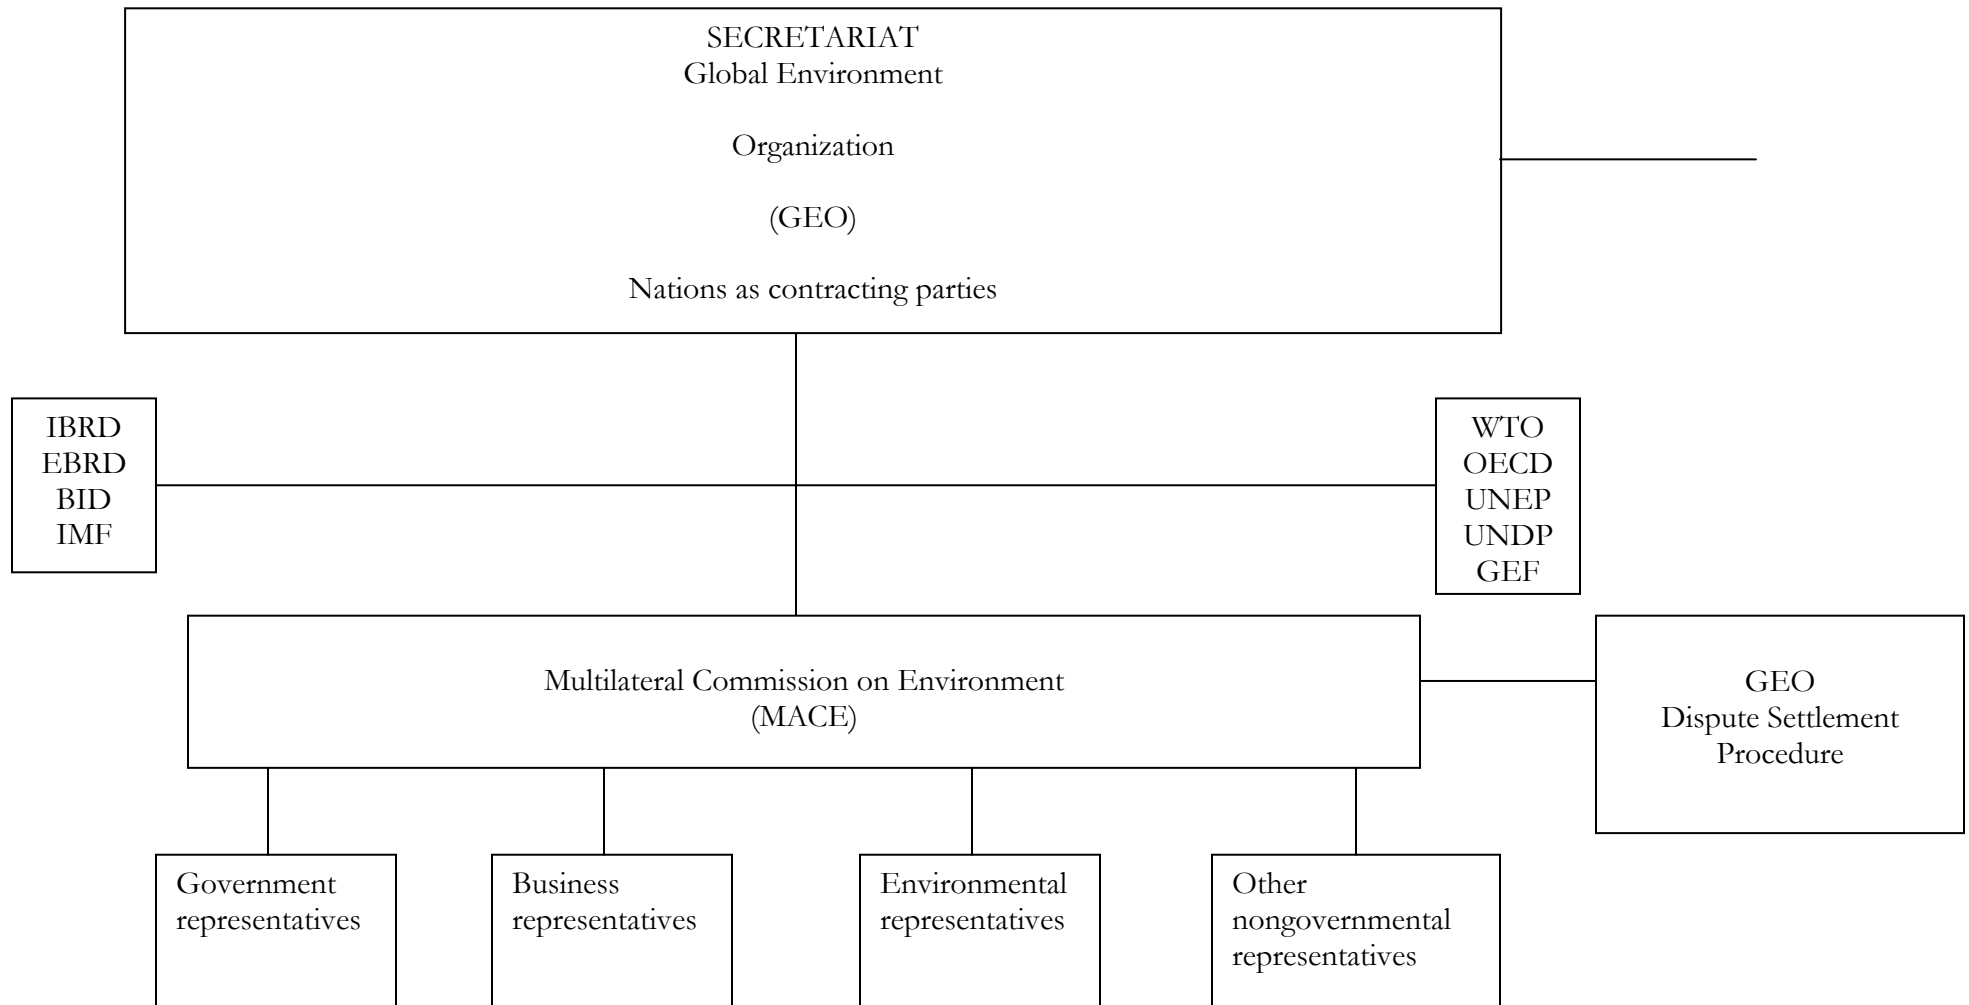 SECRETARIAT
Global Environment
Organization
(GEO)
Nations as contracting parties
IBRD
EBRD
BID
IMF
WTO
OECD
UNEP
UNDP
GEF
Multilateral Commission on Environment
(MACE)
GEO
Dispute Settlement
Procedure
Government
representatives
Business
representatives
Environmental
representatives
Other
nongovernmental
representatives